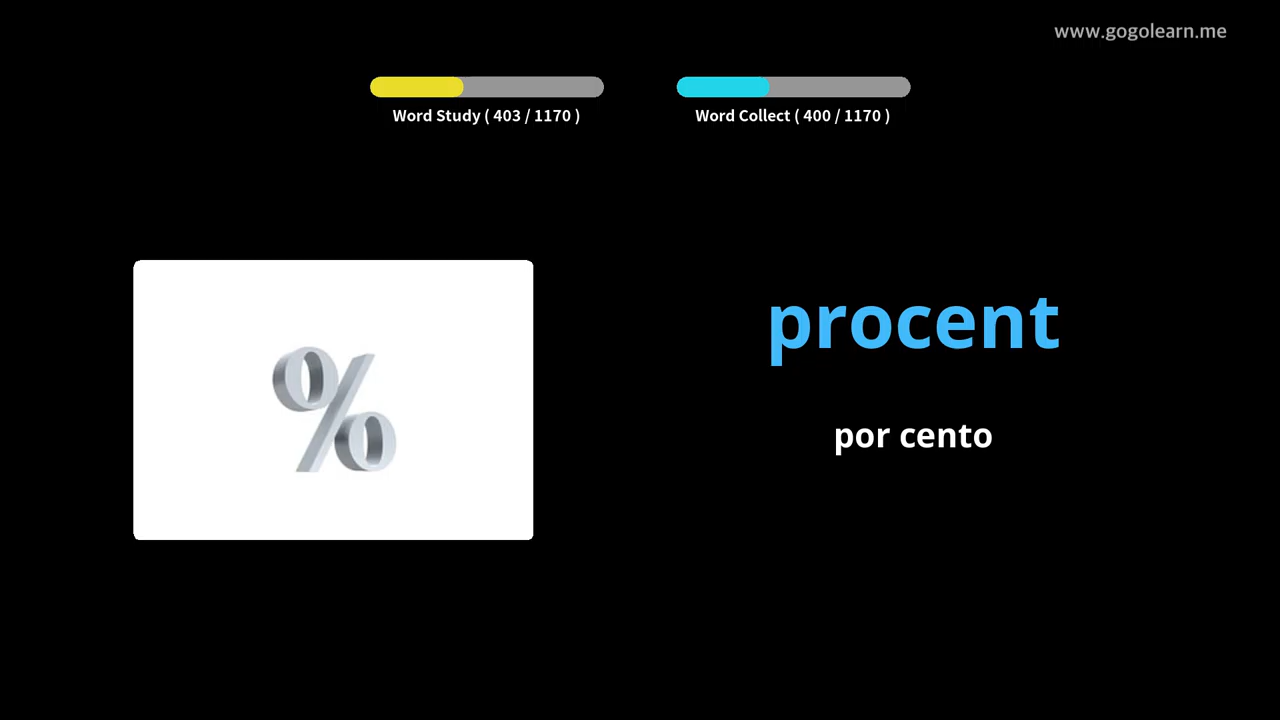 www.gogolearn.me
Word Study ( 403 / 1170 )
Word Collect ( 400 / 1170 )
%
procent
por cento